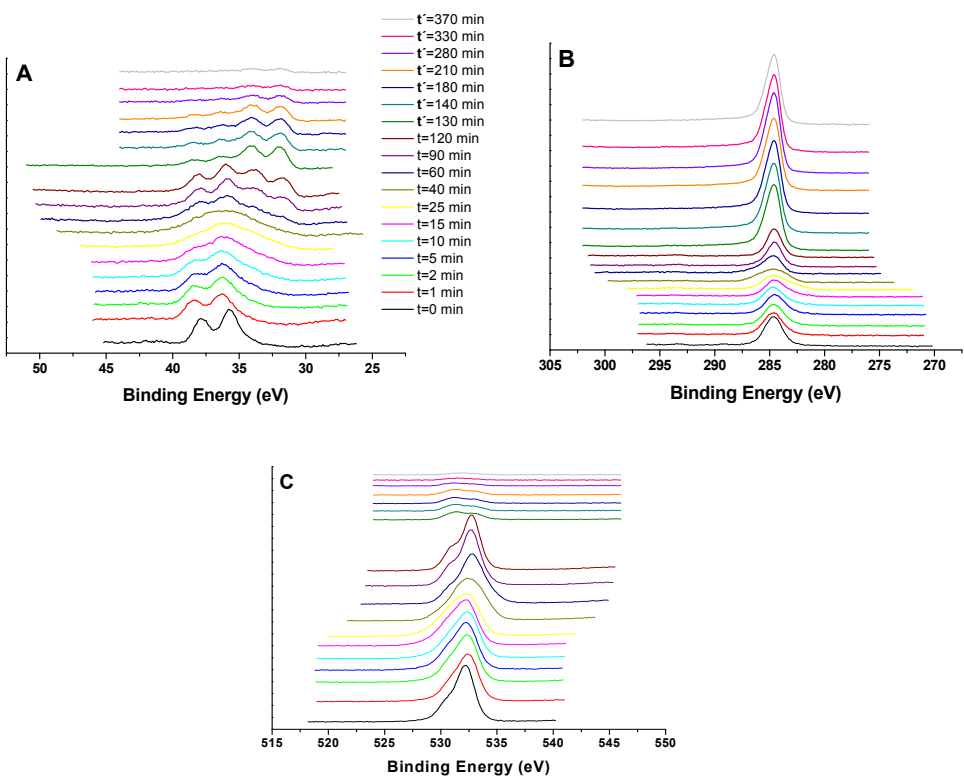 A
50 45 40 35 30 25
Binding Energy (eV)
t´=370 min
t´=330 min
t´=280 min
t´=210 min
t´=180 min
t´=140 min
t´=130 min
t=120 min
t=90 min
t=60 min
t=40 min
t=25 min
t=15 min
t=10 min
t=5 min
t=2 min
t=1 min
t=0 min
B
305 300 295 290 285 280 275 270
Binding Energy (eV)
C
515 520 525 530 535 540 545 550
Binding Energy (eV)